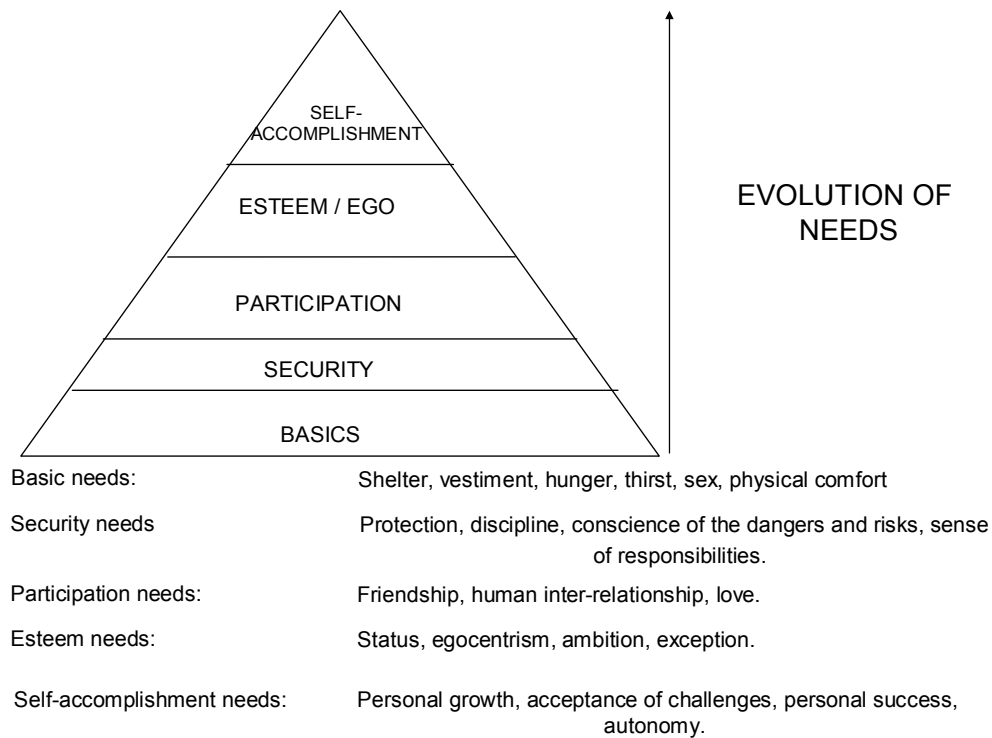 SELF-
ACCOMPLISHMENT
ESTEEM / EGO
EVOLUTION OF
NEEDS
PARTICIPATION
SECURITY
BASICS
Basic needs: Shelter, vestiment, hunger, thirst, sex, physical comfort
Security needs Protection, discipline, conscience of the dangers and risks, sense
of responsibilities.
Participation needs: Friendship, human inter-relationship, love.
Esteem needs: Status, egocentrism, ambition, exception.
Self-accomplishment needs: Personal growth, acceptance of challenges, personal success,
autonomy.